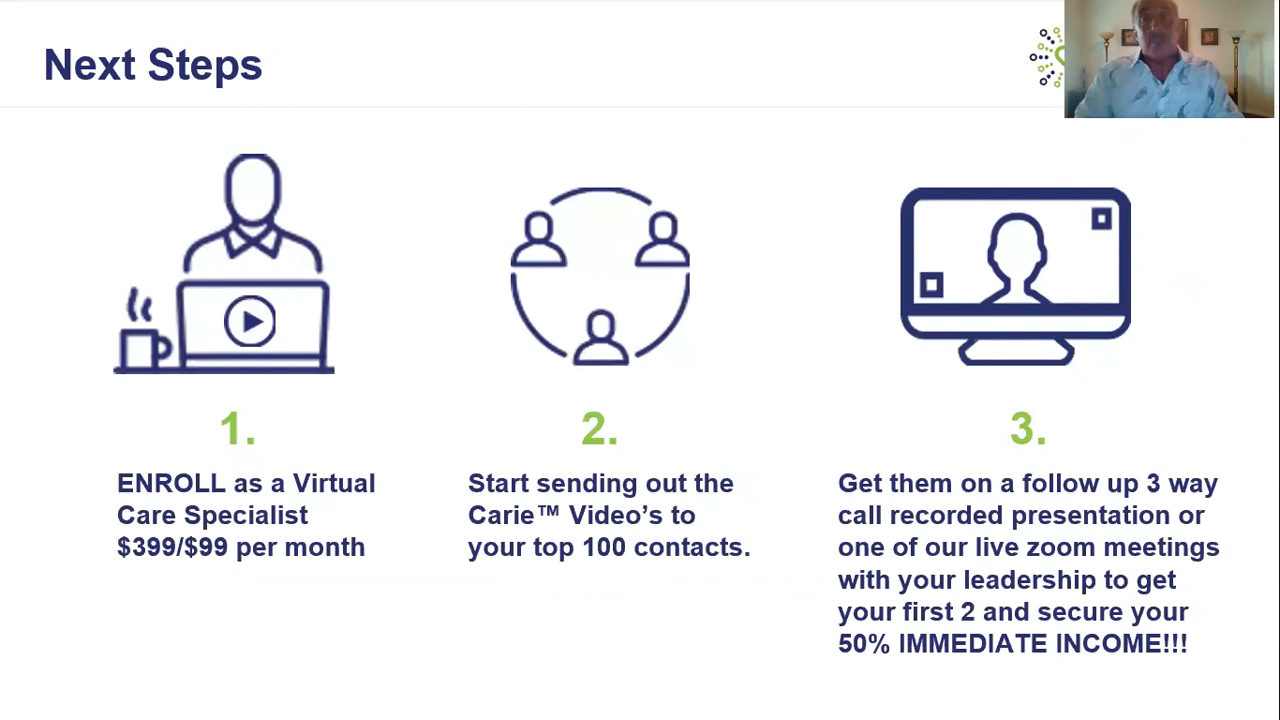 Next Steps
1.
ENROLL as a Virtual
Care Specialist
$399/$99 per month
2.
Start sending out the
Carie™ Video’s to
your top 100 contacts.
3.
Get them on a follow up 3 way
call recorded presentation or
one of our live zoom meetings
with your leadership to get
your first 2 and secure your
50% IMMEDIATE INCOME!!!